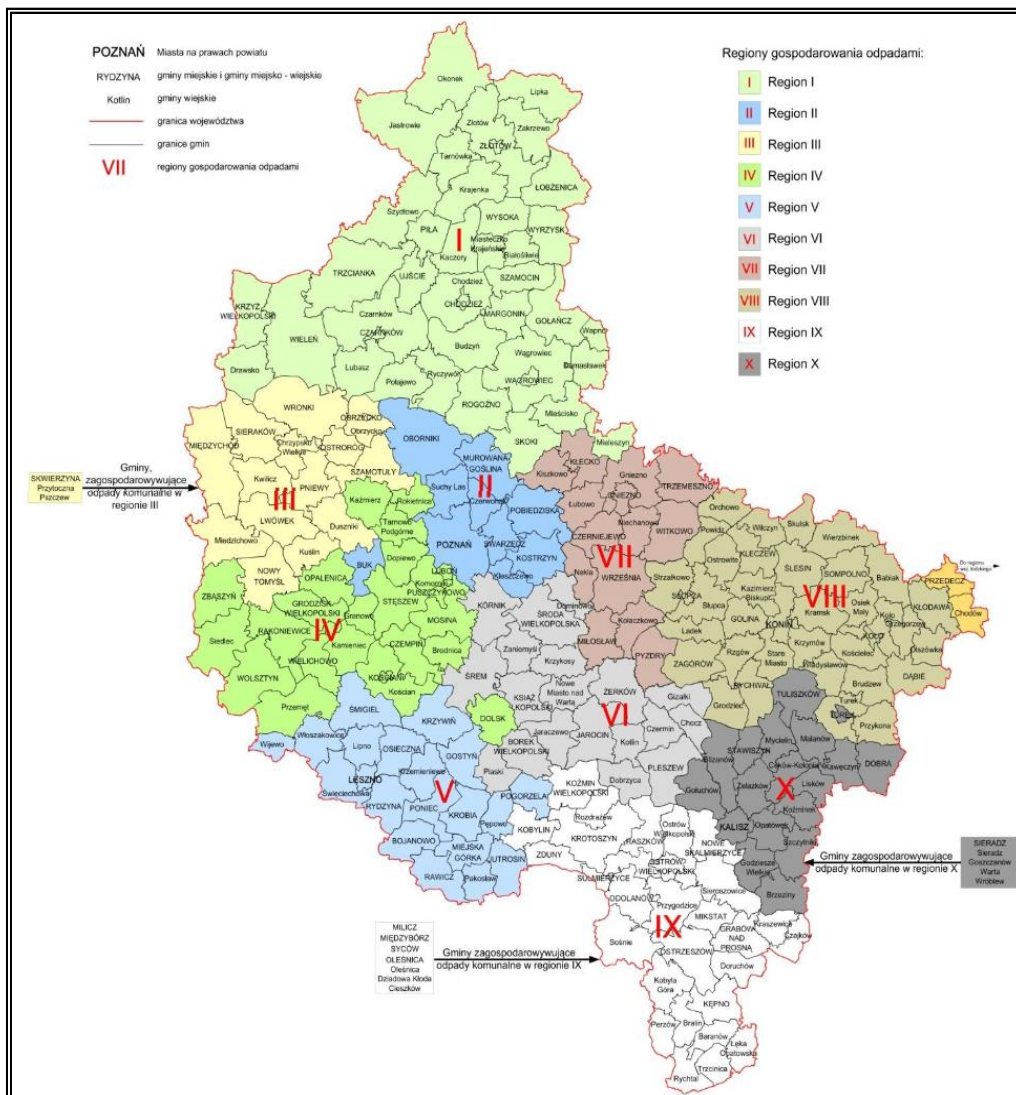 POZNAŃ Miasta na prawach powiatu
RYDZYNA gminy miejskie i gminy miejsko - wiejskie
Kotlin gminy wiejskie
granica województwa
granice gmin
VII regiony gospodarowania odpadami
Regiony gospodarowania odpadami:
I Region I
II Region II
III Region III
IV Region IV
V Region V
VI Region VI
VII Region VII
VIII Region VIII
IX Region IX
X Region X
Okonek
Lipka
Jastrowie
Złotów
Zakrzewo
ZŁOTÓW
Tarnówka
Krajenka
ŁOBŻENICA
Szydłowo
WYSOKA
PIŁA
I
Miasteczko
Krajeńskie
WYRZYSK
Kaczory
Białośliwie
TRZCIANKA
UJŚCIE
Chodzież
SZAMOCIN
CHODZIEŻ
MARGONIN
KRZYŻ
WIELKOPOLSKI
Czarnków
GOŁAŃCZ
Wapno
WIELEŃ
CZARNKÓW
Budzyń
Wągrowiec
Damasławek
Drawsko
Lubasz
Ryczywół
WĄGROWIEC
Połajewo
ROGOŹNO
Mieścisko
WRONKI
OBRZYCKO
SKOKI
Mieleszyn
SIERAKÓW
Obrzycko
OBORNIKI
MIĘDZYCHÓD
Chrzypsko
Wielkie
OSTRORÓG
MUROWANA
GOŚLINA
KŁECKO
Kiszkowo
Gniezno
SKWIERZYNA
Przytoczna
Pszczew
Gminy,
zagospodarowywujące
odpady komunalne w
regionie III
Kwilcz
SZAMOTUŁY
Suchy Las
II
TRZEMESZNO
III
PNIEWY
Kaźmierz
Rokietnica
Czerwonak
Łubowo
GNIEZNO
Orchowo
LWÓWEK
Tarnowo
Podgórne
POBIEDZISKA
Niechanowo
WITKOWO
Skulsk
Miedzichowo
Duszniki
CZERNIEJEWO
Powidz
Wilczyn
Wierzbinek
Kuślin
POZNAŃ
SWARZĘDZ
VII
KLECZEW
NOWY
TOMYŚL
BUK
Dopiewo
KOSTRZYN
Nekla
Ostrowite
ŚLESIN
Do regionu
woj. łódzkiego
OPALENICA
LUBOŃ
Kleszczewo
WRZEŚNIA
Strzałkowo
SOMPOLNO
Babiak
PRZEDECZ
ZBĄSZYŃ
Komorniki
PUSZCZYKOWO
Kazimierz
Biskupi
VIII
GRODZISK
WIELKOPOLSKI
Granowo
STĘSZEW
KÓRNIK
Dominowo
SŁUPCA
Słupca
Kramsk
Osiek
Mały
KŁODAWA
Chodów
IV
RAKONIEWICE
MOSINA
ŚRODA
WIELKOPOLSKA
Kołaczkowo
GOLINA
KONIN
Koło
Grzegorzew
Siedlec
Kamieniec
CZEMPIŃ
MIŁOSŁAW
Lądek
Krzymów
KOŁO
Olszówka
WIELICHOWO
Brodnica
Zaniemyśl
Krzykosy
PYZDRY
Rzgów
Stare
Miasto
Kościelec
WOLSZTYN
KOŚCIAN
ŚREM
ZAGÓRÓW
Władysławów
DĄBIE
Kościan
RYCHWAŁ
Brudzew
Przemęt
KSIĄŻ
WIELKOPOLSKI
Nowe
Miasto nad
Wartą
ŻERKÓW
Gizałki
Grodziec
TULISZKÓW
Turek
ŚMIGIEL
DOLSK
VI
TUREK
Przykona
Włoszakowice
KRZYWIŃ
Chocz
Wijewo
Lipno
OSIECZNA
Jaraczewo
JAROCIN
Kotlin
Czermin
Mycielin
Malanów
BOREK
WIELKOPOLSKI
STAWISZYN
GOSTYŃ
Blizanów
Ceków-Kolonia
Kawęczyn
DOBRA
LESZNO
Krzemieniewo
Piaski
PLESZEW
Święciechowa
V
Dobrzyca
Gołuchów
Żelazków
X
Lisków
RYDZYNA
PONIEC
POGORZELA
KOŹMIN
WIELKOPOLSKI
Koźminek
KROBIA
Pępowo
Rozdrażew
Ostrów
Wielkopolski
KALISZ
Opatówek
BOJANOWO
KOBYLIN
KROTOSZYN
RASZKÓW
NOWE
SKALMIERZYCE
Szczytniki
MIEJSKA
GÓRKA
JUTROSIN
ZDUNY
OSTRÓW
WIELKOPOLSKI
Godziesze
Wielkie
Gminy zagospodarowywujące
odpady komunalne w regionie X
SIERADZ
Sieradz
Goszczanów
Warta
Wróblew
RAWICZ
Pakosław
SULMIERZYCE
Sieroszewice
Brzeziny
ODOLANÓW
Przygodzice
MILICZ
MIĘDZYBÓRZ
SYCÓW
OLEŚNICA
Oleśnica
Dziadowa Kłoda
Cieszków
Gminy zagospodarowywujące
odpady komunalne w regionie IX
IX
MIKSTAT
Kraszewice
Czajków
Sośnie
GRABÓW
NAD
PROSNĄ
OSTRZESZÓW
Doruchów
Kobyla
Góra
KĘPNO
Perzów
Bralin
Baranów
Łęka
Opatowska
Trzcinica
Rychtal